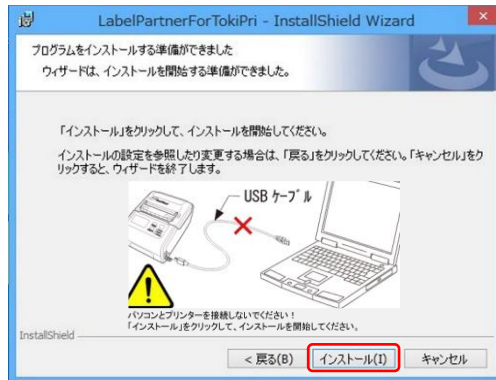 LabelPartnerForTokiPri - InstallShield Wizard
プログラムをインストールする準備ができました
ウィザードは、インストールを開始する準備ができました。
「インストール」をクリックして、インストールを開始してください。
インストールの設定を参照したり変更する場合は、「戻る」をクリックしてください。「キャンセル」をク
リックすると、ウィザードを終了します。
USB ケーブル
パソコンとプリンターを接続しないでください！
「インストール」をクリックして、インストールを開始してください。
InstallShield
< 戻る(B)
インストール(I)
キャンセル